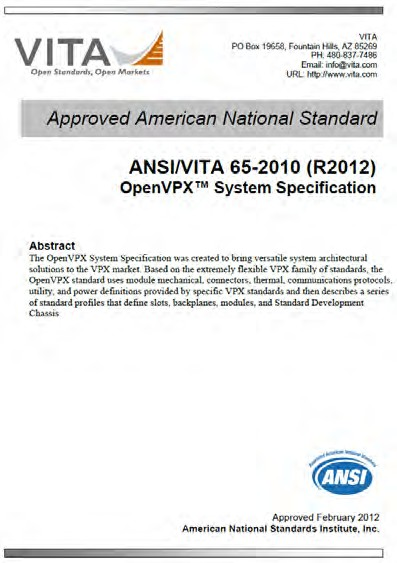 VITA
Open Standards, Open Markets
VITA
PO Box 19658, Fountain Hills, AZ 85269
PH: 480-837-7486
Email: info@vita.com
URL: http://www.vita.com
Approved American National Standard
ANSI/VITA 65-2010 (R2012)
OpenVPX™ System Specification
Abstract
The OpenVPX System Specification was created to bring versatile system architectural
solutions to the VPX market. Based on the extremely flexible VPX family of standards, the
OpenVPX standard uses module mechanical, connectors, thermal, communications protocols,
utility, and power definitions provided by specific VPX standards and then describes a series
of standard profiles that define slots, backplanes, modules, and Standard Development
Chassis
ANSI
Approved February 2012
American National Standards Institute, Inc.